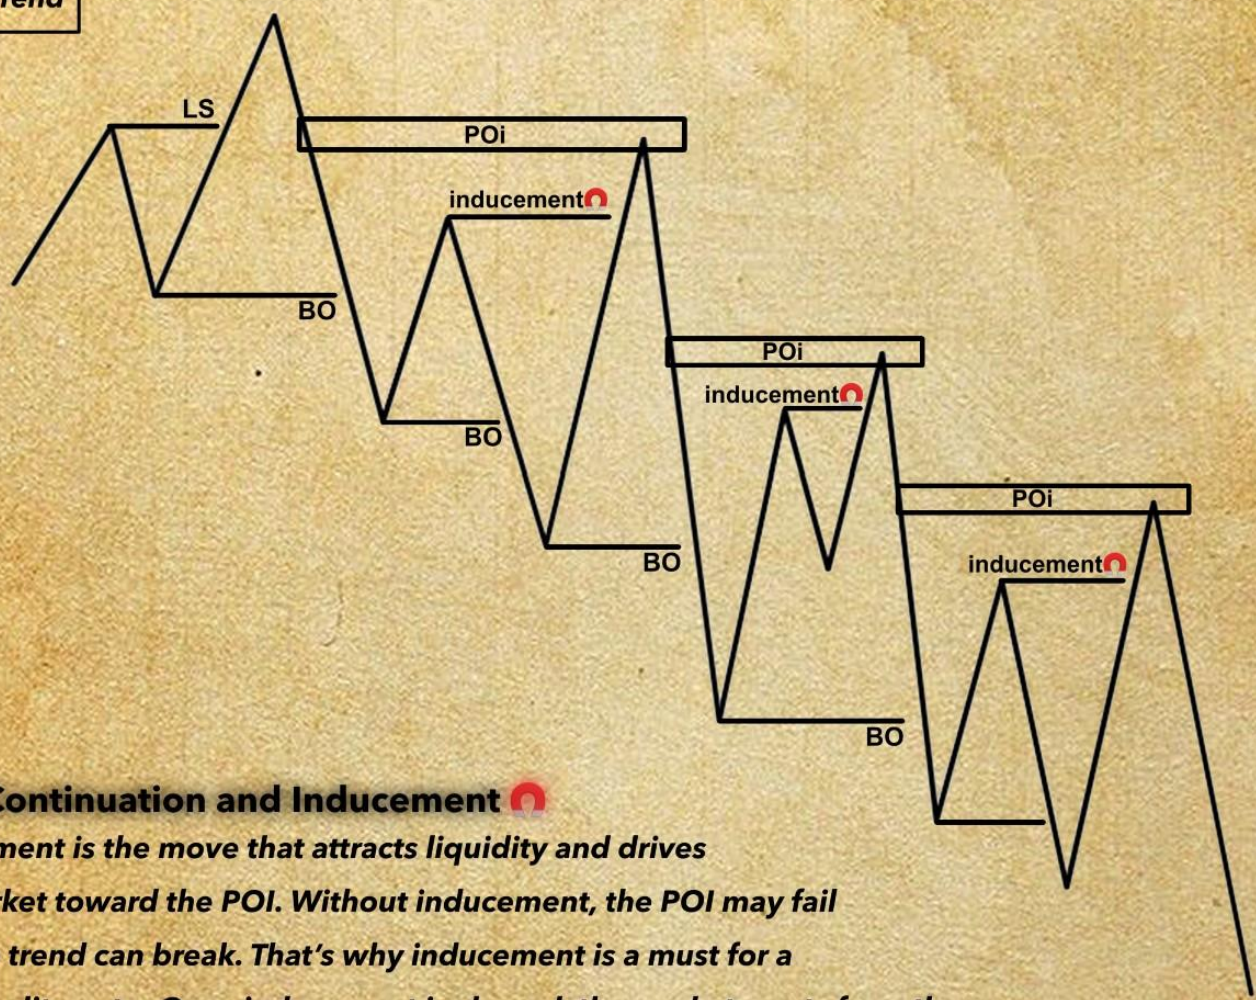 LS
POi
inducement
BO
BO
POi
inducement
BO
POi
inducement
BO
Continuation and Inducement
ment is the move that attracts liquidity and drives
ket toward the POI. Without inducement, the POI may fail
trend can break. That's why inducement is a must for a